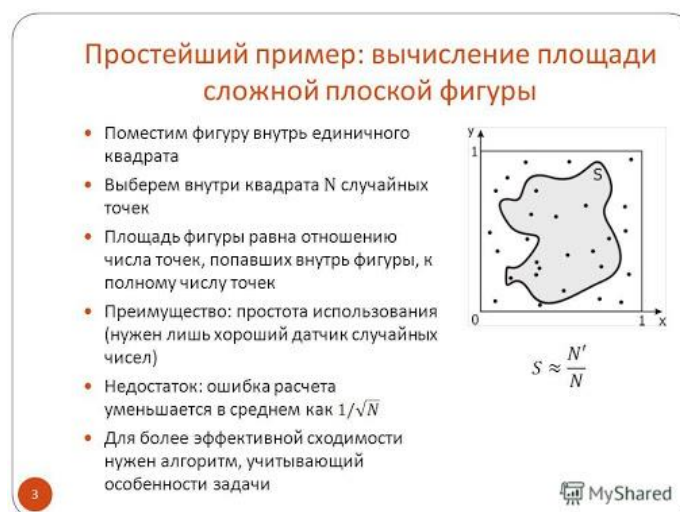 Простейший пример: вычисление площади
сложной плоской фигуры
• Поместим фигуру внутрь единичного
квадрата
• Выберем внутри квадрата N случайных
точек
• Площадь фигуры равна отношению
числа точек, попавших внутрь фигуры, к
полному числу точек
• Преимущество: простота использования
(нужен лишь хороший датчик случайных
чисел)
• Недостаток: ошибка расчета
уменьшается в среднем как 1/√N
• Для более эффективной сходимости
нужен алгоритм, учитывающий
особенности задачи
y
1
S
0
1 x
S ≈ N'/N
3
MyShared